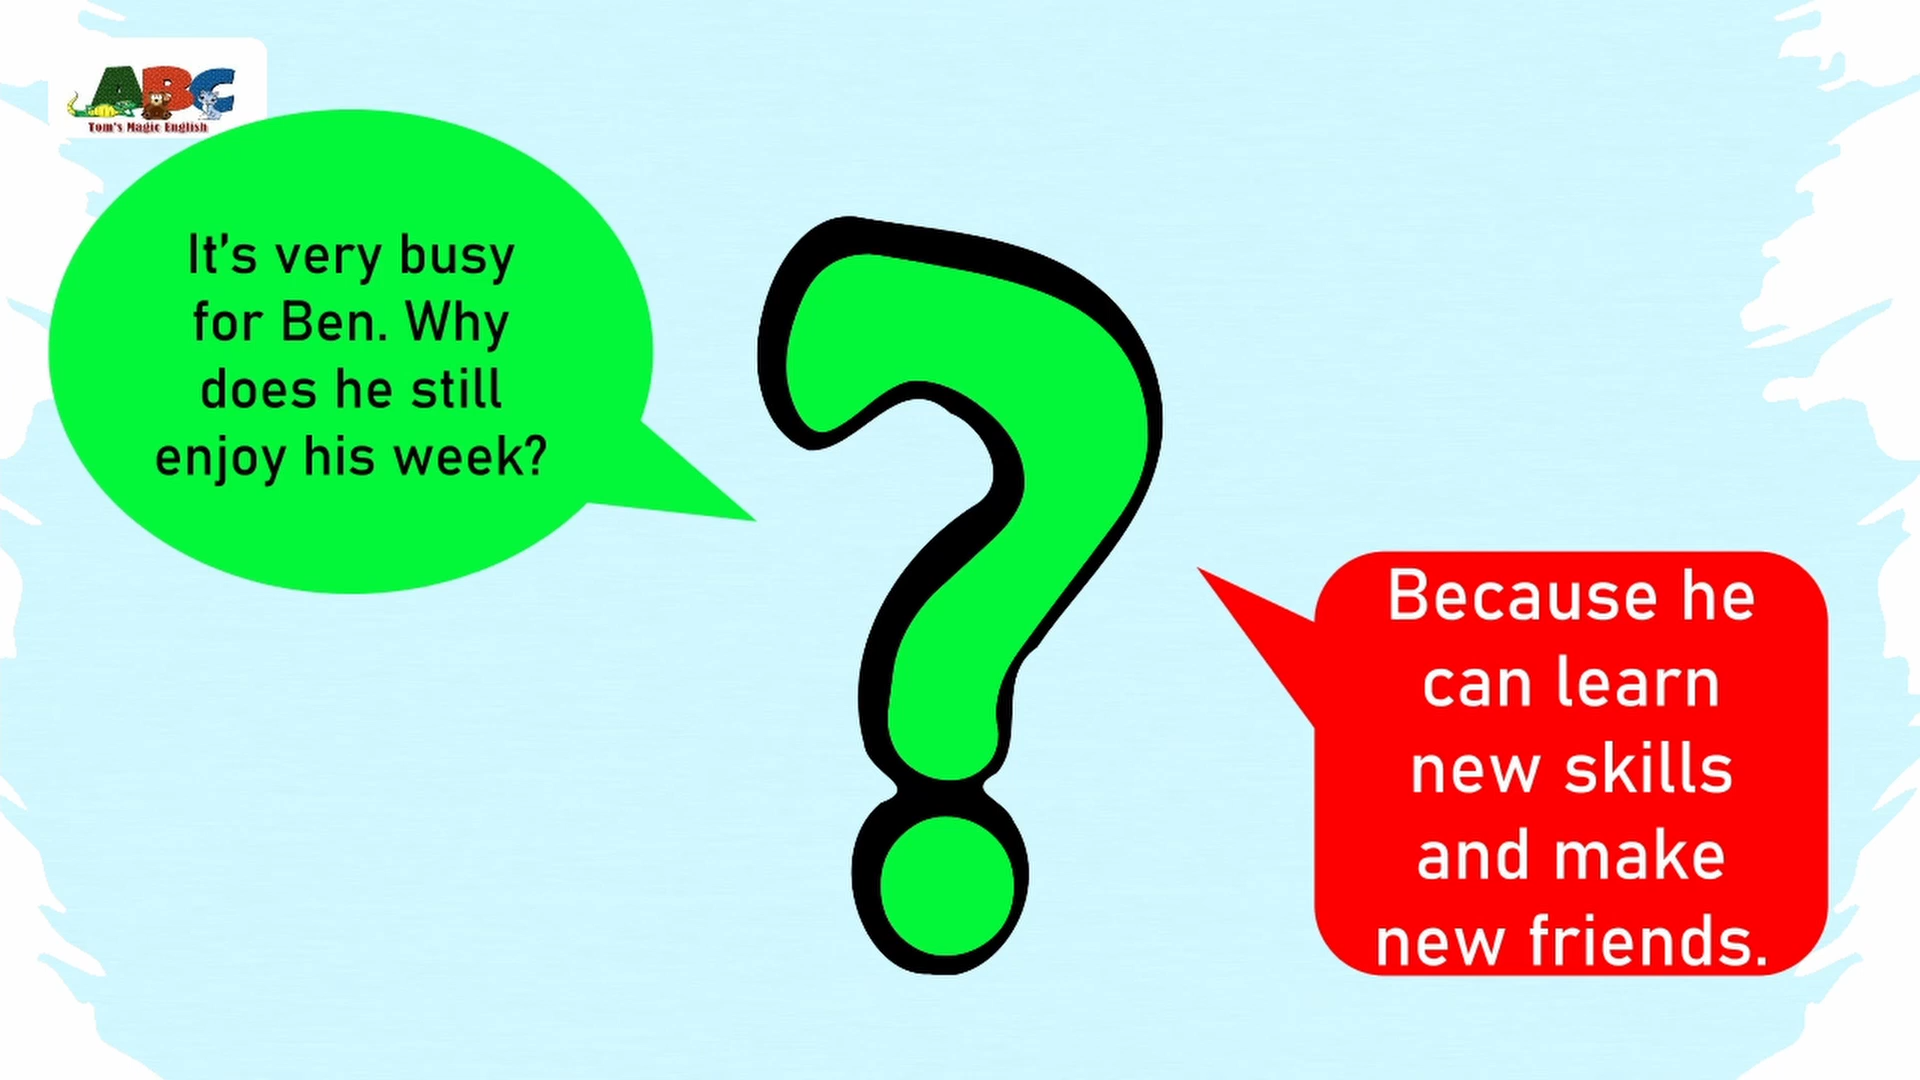 ABC
Tom's Magic English
It's very busy
for Ben. Why
does he still
enjoy his week?
Because he
can learn
new skills
and make
new friends.